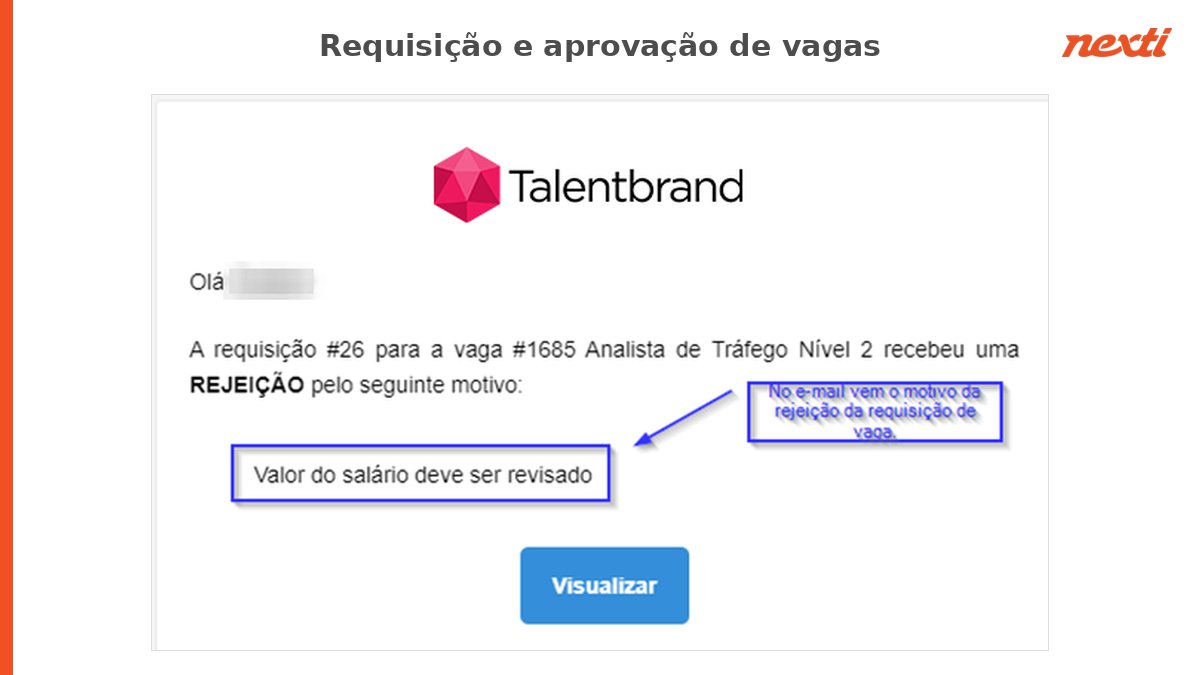 Requisição e aprovação de vagas
nexti
Talentbrand
Olá
A requisição #26 para a vaga #1685 Analista de Tráfego Nível 2 recebeu uma
REJEIÇÃO pelo seguinte motivo:
No e-mail vem o motivo da
rejeição da requisição de
vaga.
Valor do salário deve ser revisado
Visualizar